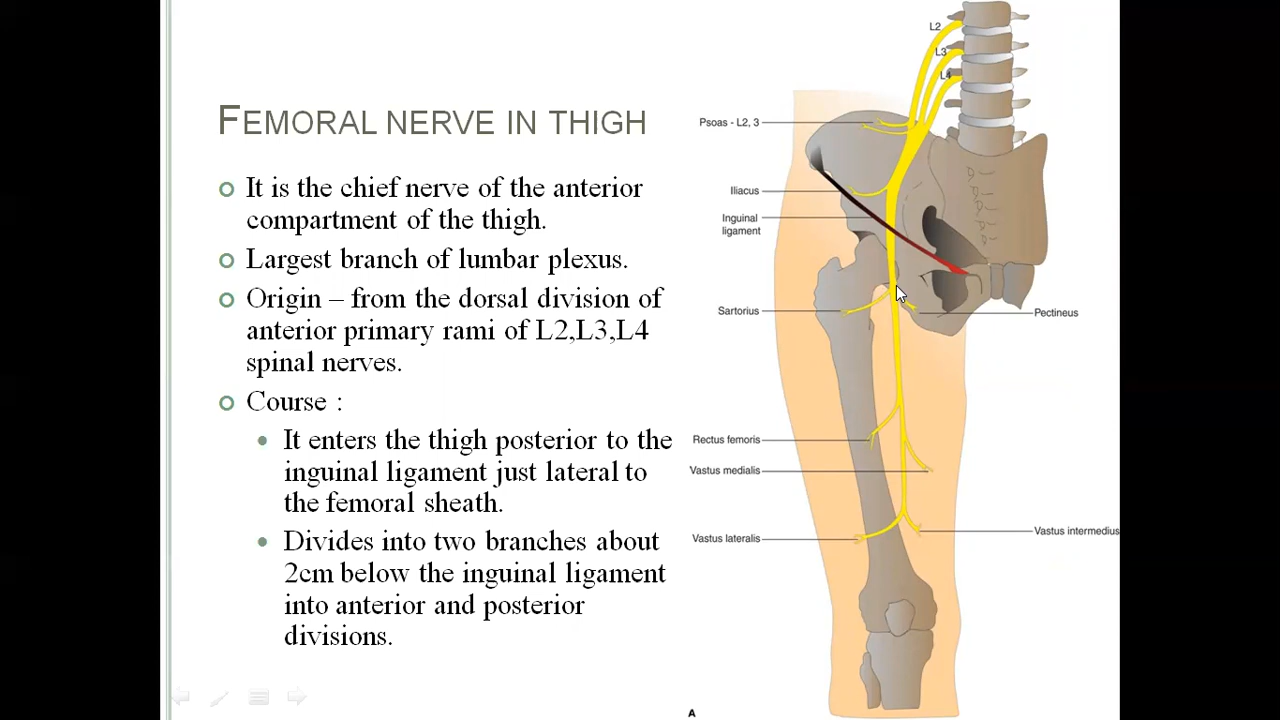 FEMORAL NERVE IN THIGH
It is the chief nerve of the anterior
compartment of the thigh.
Largest branch of lumbar plexus.
Origin – from the dorsal division of
anterior primary rami of L2,L3,L4
spinal nerves.
Course :
It enters the thigh posterior to the
inguinal ligament just lateral to
the femoral sheath.
Divides into two branches about
2cm below the inguinal ligament
into anterior and posterior
divisions.
L2
L3
L4
Psoas - L2, 3
Iliacus
Inguinal
ligament
Sartorius
Pectineus
Rectus femoris
Vastus medialis
Vastus lateralis
Vastus intermedius
A